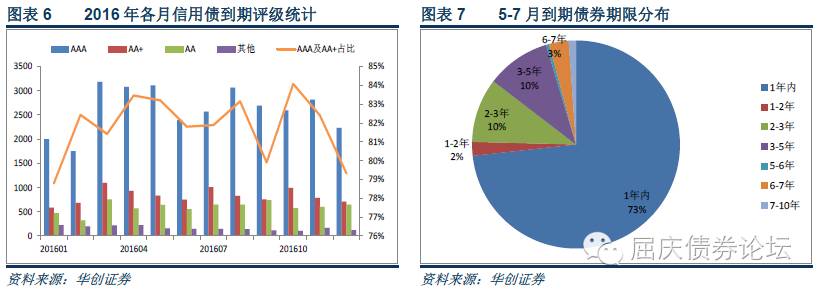 图表 6 2016 年各月信用债到期评级统计
AAA AA+ AA 其他 AAA及AA+占比
3500
3000
2500
2000
1500
1000
500
0
85%
84%
83%
82%
81%
80%
79%
78%
77%
76%
201601 201604 201607 201610
资料来源：华创证券
图表 7 5-7 月到期债券期限分布
6-7年
3%
3-5年
10%
2-3年
10%
1-2年
2%
1年内
73%
1年内
1-2年
2-3年
3-5年
5-6年
6-7年
7-10年
屈庆债券论坛
资料来源：华创证券